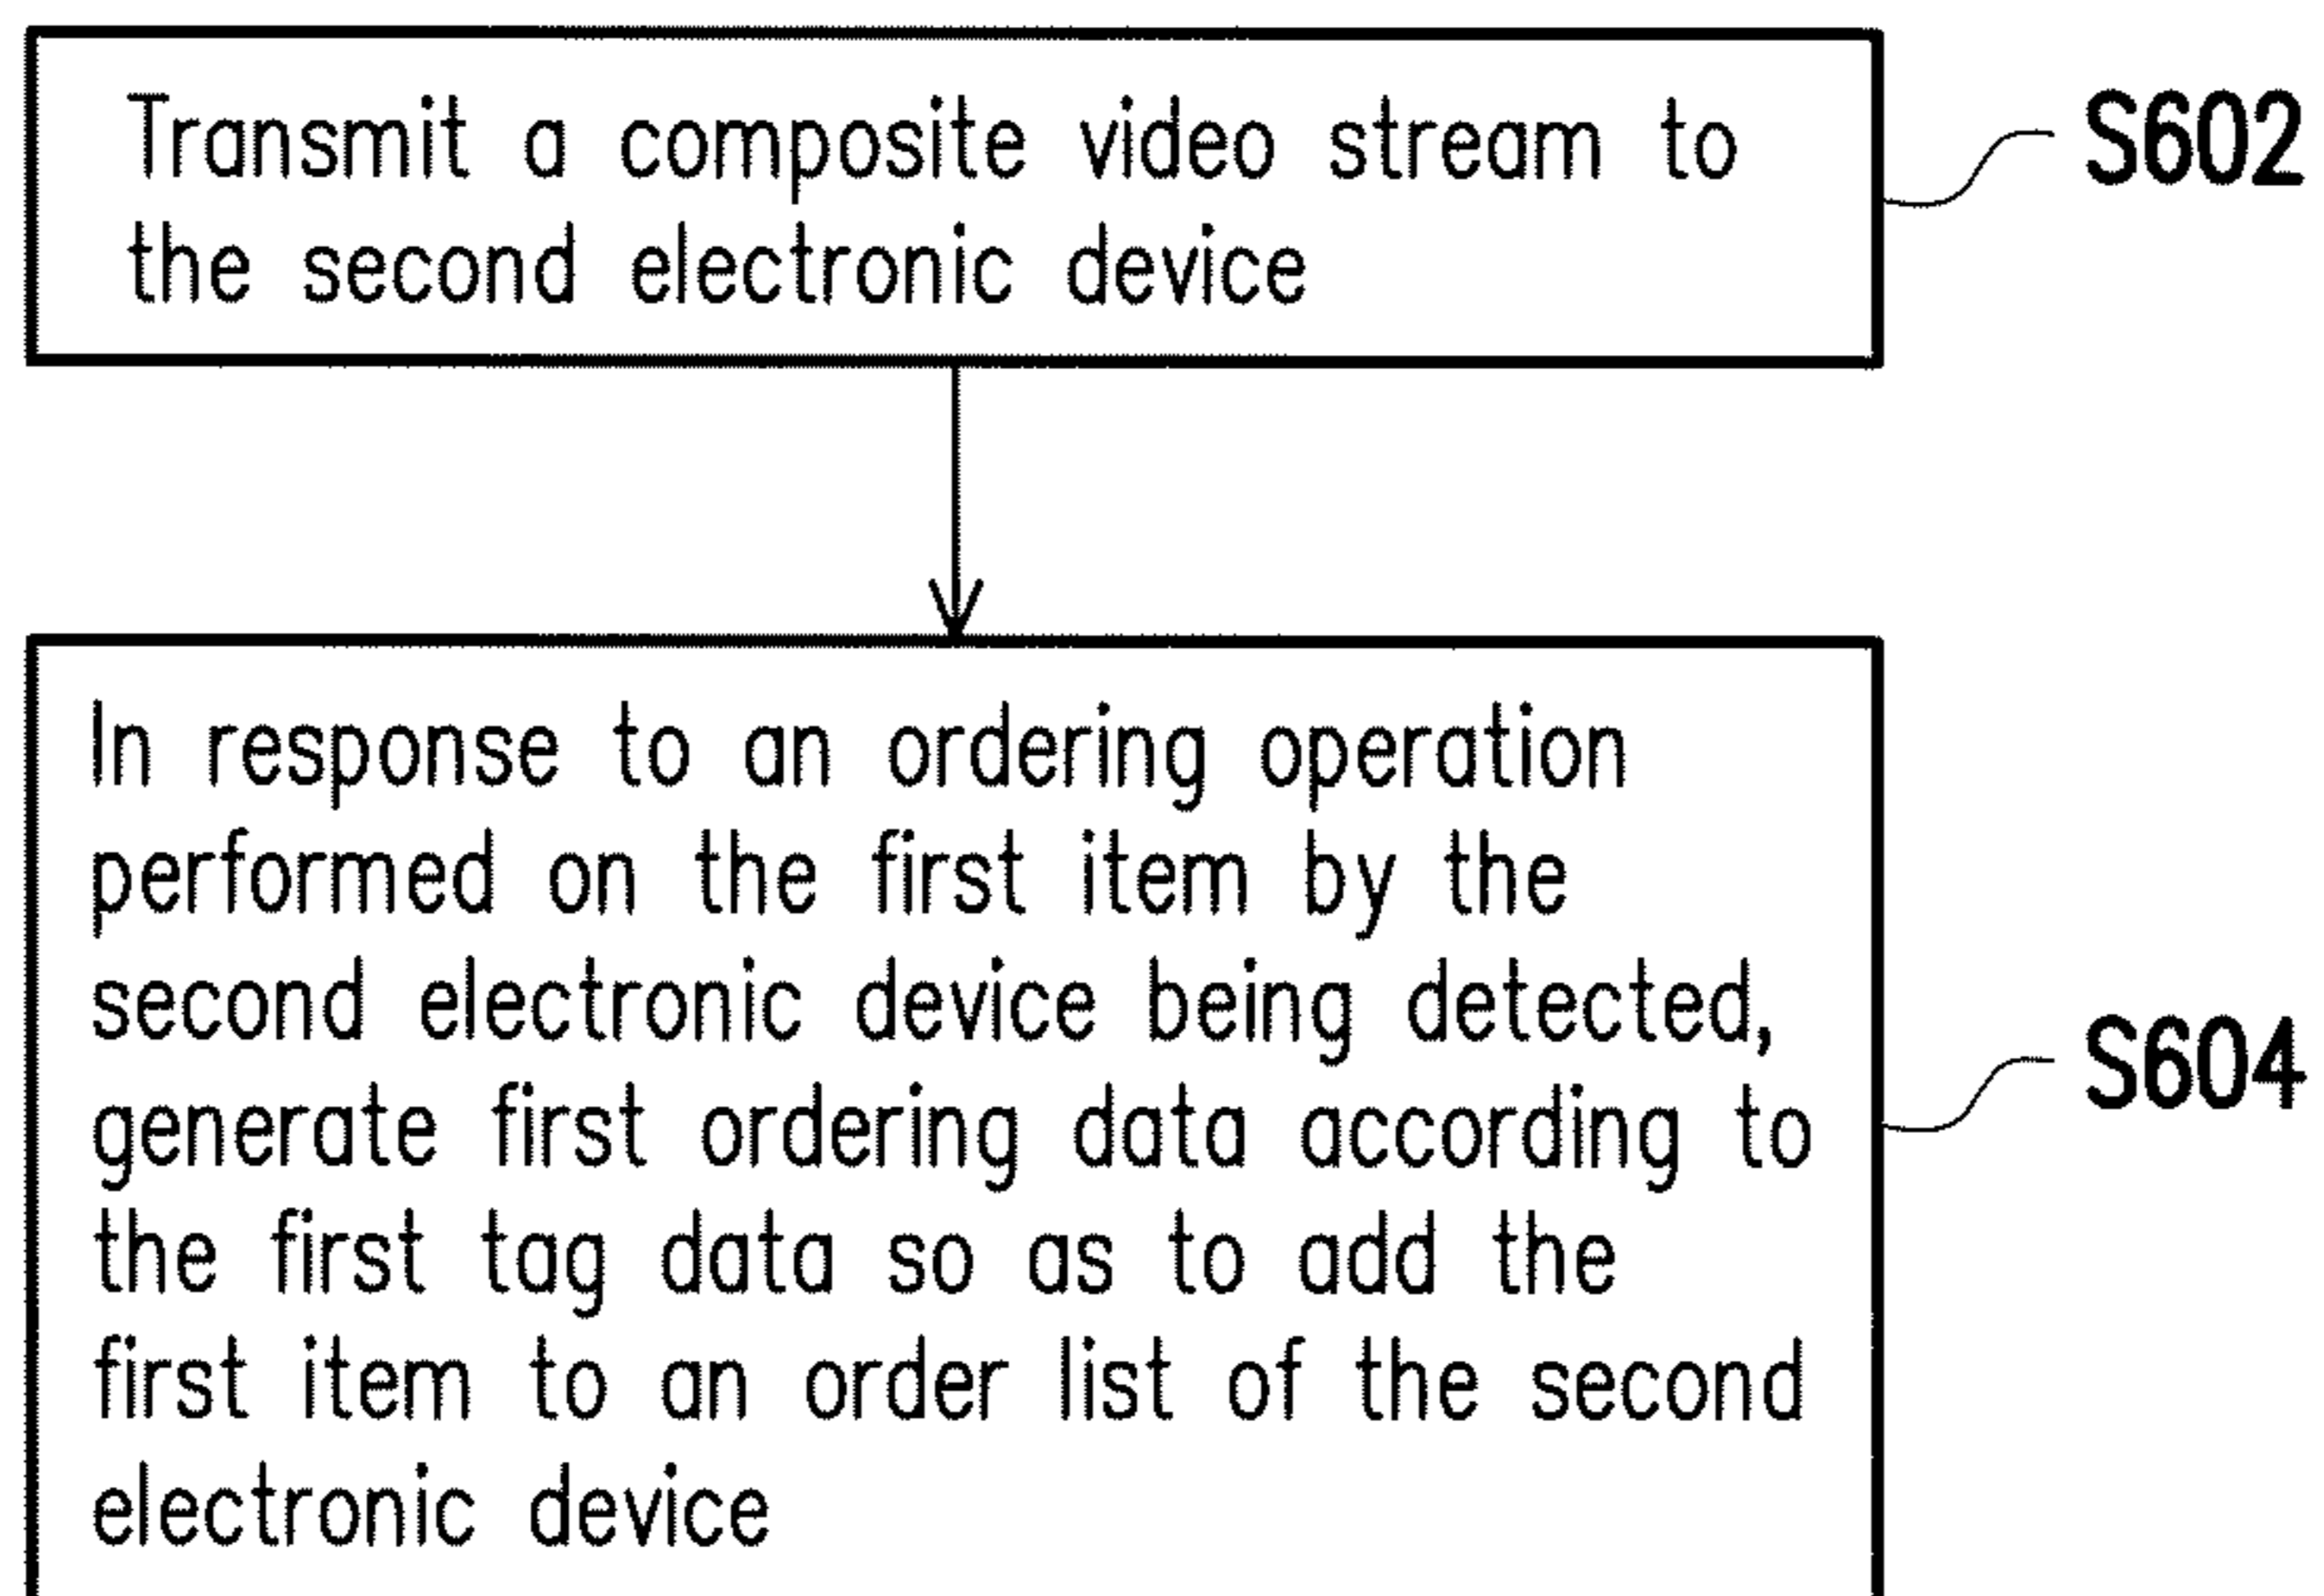 Transmit a composite video stream to
the second electronic device
S602
In response to an ordering operation
performed on the first item by the
second electronic device being detected,
generate first ordering data according to
the first tag data so as to add the
first item to an order list of the second
electronic device
S604